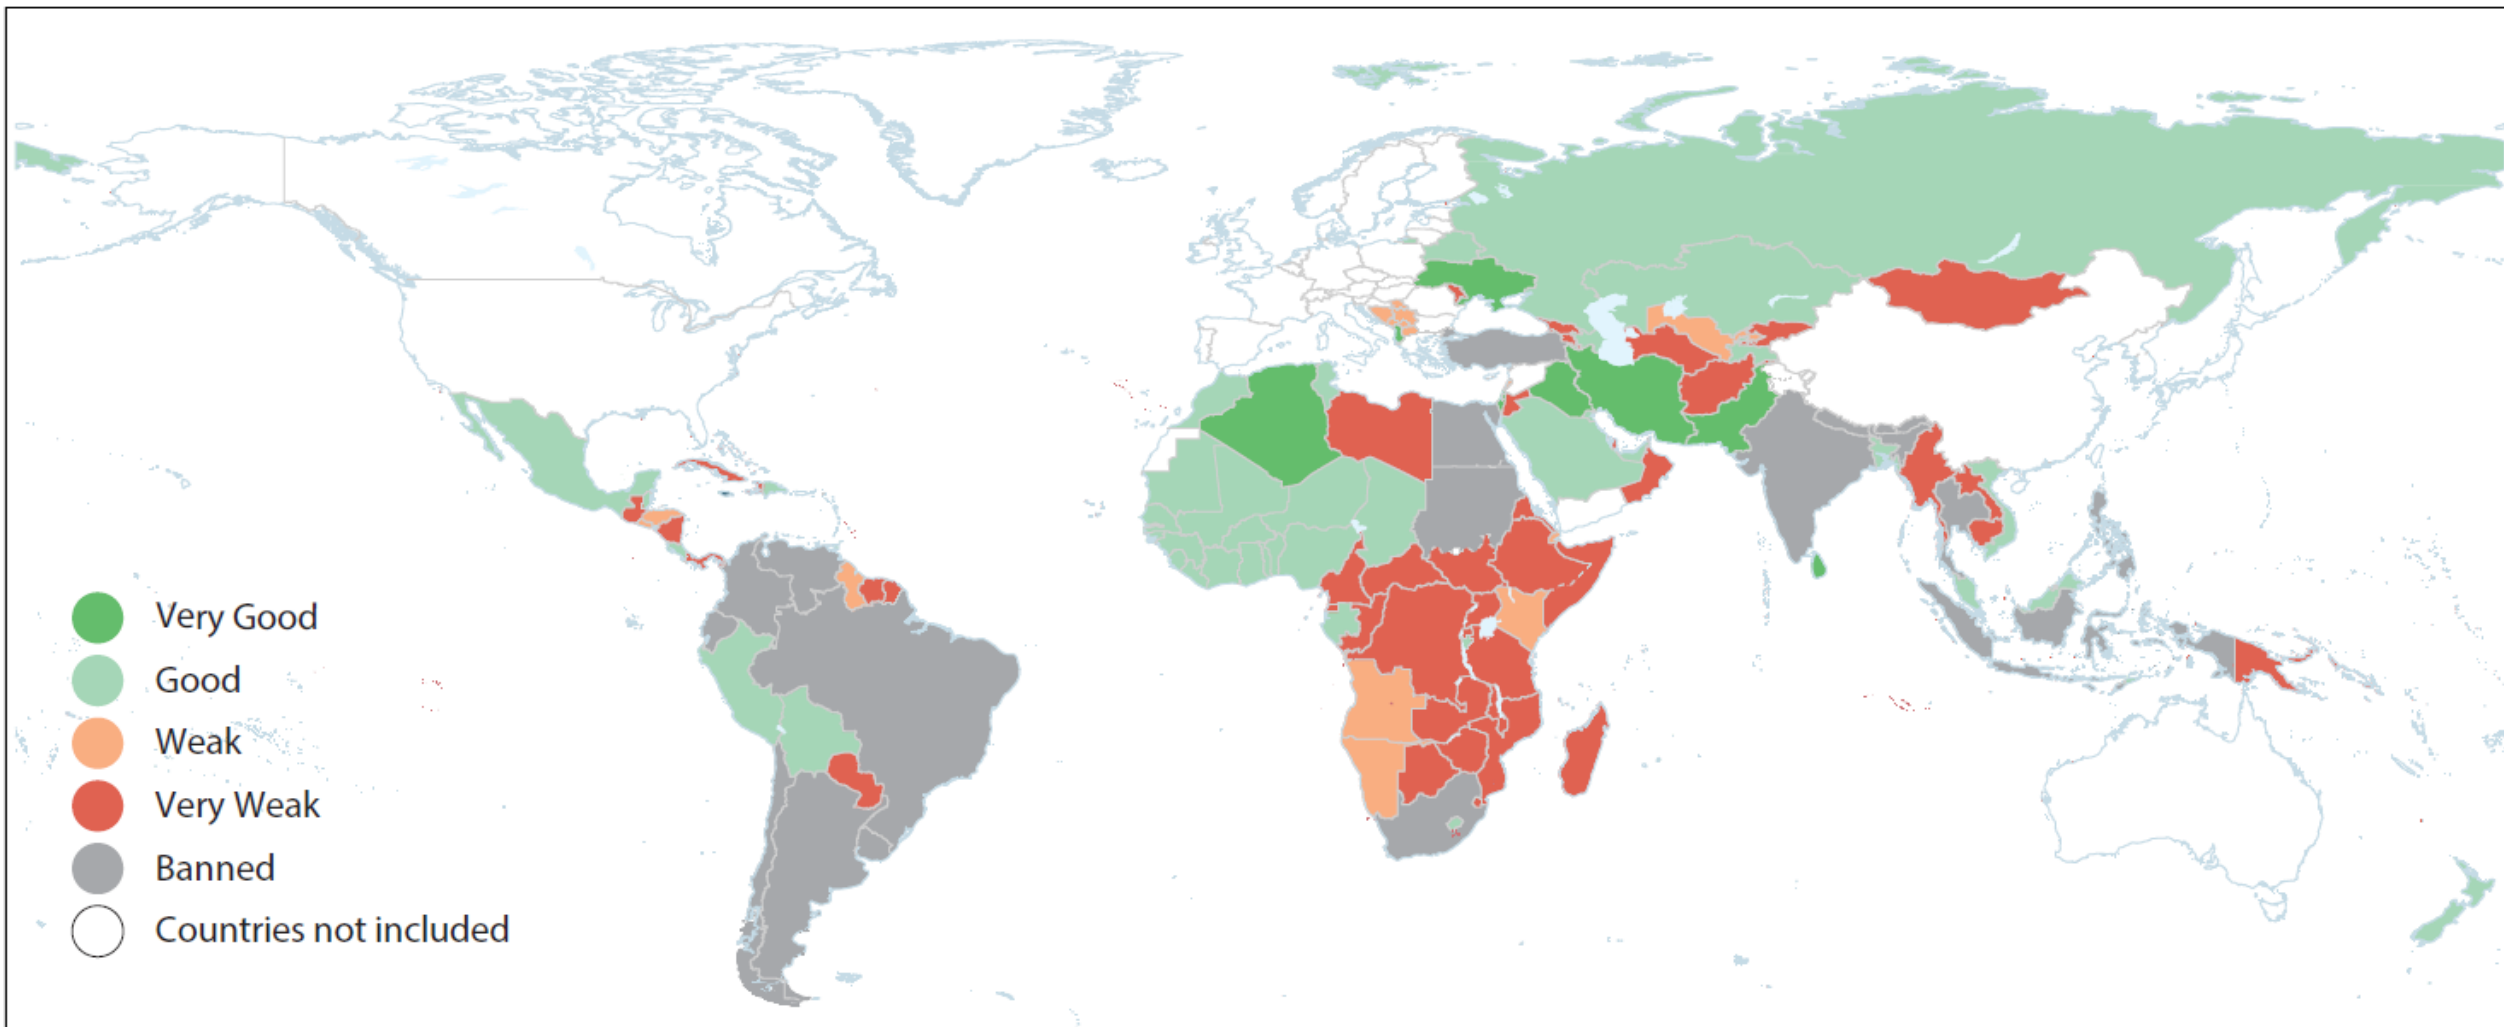 Very Good
Good
Weak
Very Weak
Banned
Countries not included